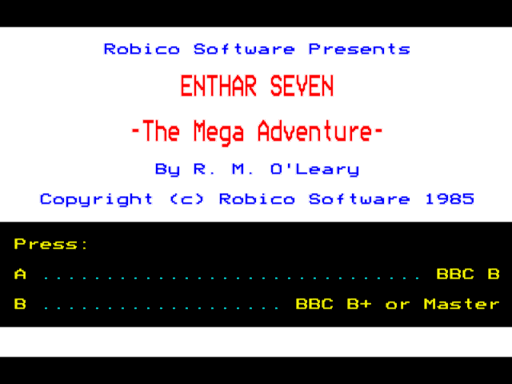 Robico Software Presents
ENTHAR SEVEN
-The Mega Adventure-
By R. M. O'Leary
Copyright (c) Robico Software 1985
Press:
A .............................. BBC B
B ................... BBC B+ or Master